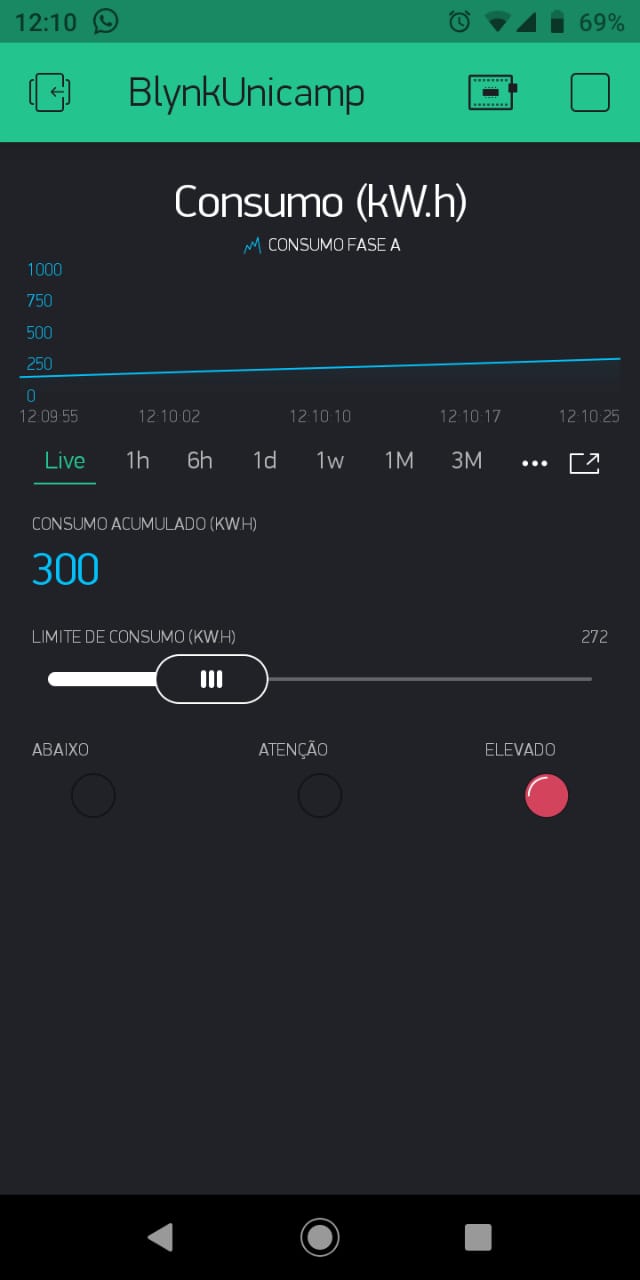 12:10 69%
BlynkUnicamp
Consumo (kW.h)
CONSUMO FASE A
1000
750
500
250
0
12:09:55 12:10:02 12:10:10 12:10:17 12:10:25
Live 1h 6h 1d 1w 1M 3M
CONSUMO ACUMULADO (KW.H)
300
LIMITE DE CONSUMO (KW.H) 272
ABAIXO ATENÇÃO ELEVADO